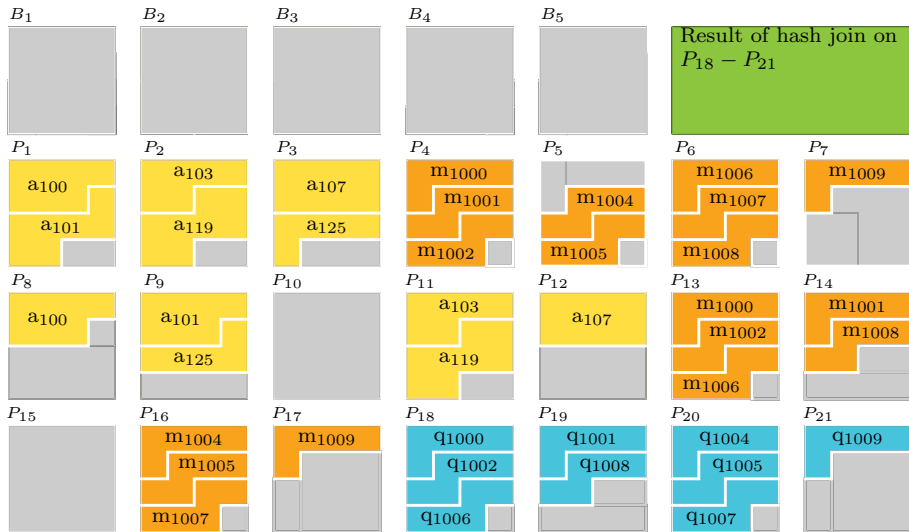 B1 B2 B3 B4 B5
Result of hash join on
P18 − P21
P1 P2 P3 P4 P5 P6 P7
a100 a103 a107 m1000 m1006 m1009
a101 a119 a125 m1001 m1004 m1007
m1002 m1005 m1008
P8 P9 P10 P11 P12 P13 P14
a100 a101 a103 a107 m1000 m1001
a125 a119 m1002 m1008
m1006
P15 P16 P17 P18 P19 P20 P21
m1004 m1009 q1000 q1001 q1004 q1009
m1005 q1002 q1008 q1005
m1007 q1006 q1007